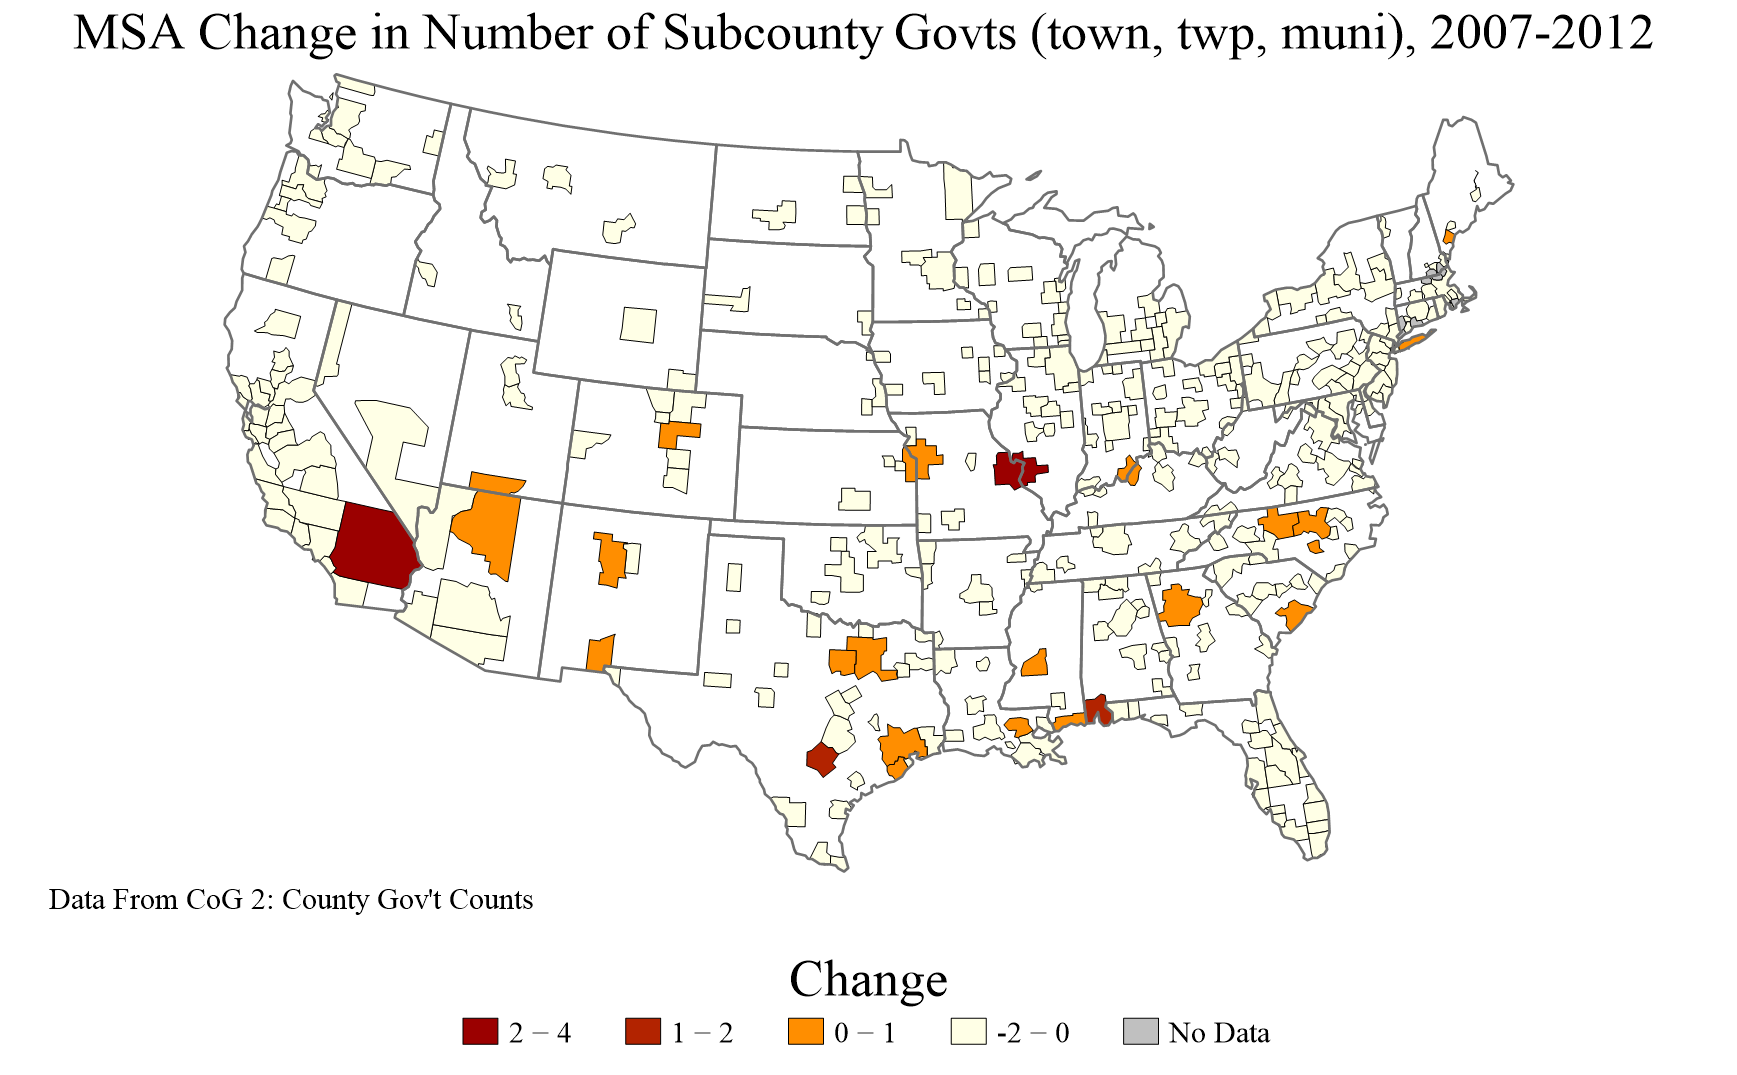 MSA Change in Number of Subcounty Govts (town, twp, muni), 2007-2012
Data From CoG 2: County Gov't Counts
Change
2 – 4
1 – 2
0 – 1
-2 – 0
No Data